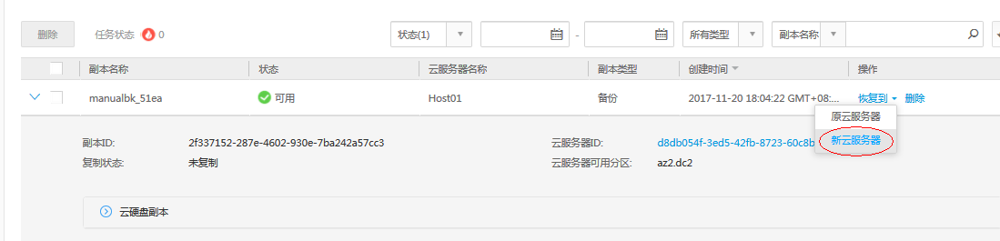 删除 任务状态 0 状态(1) - 所有类型 副本名称
副本名称 状态 云服务器名称 副本类型 创建时间 操作
manualbk_51ea 可用 Host01 备份 2017-11-20 18:04:22 GMT+08:... 恢复到 删除
原云服务器
副本ID: 2f337152-287e-4602-930e-7ba242a57cc3 云服务器ID: d8db054f-3ed5-42fb-8723-60c8b
新云服务器
复制状态: 未复制 云服务器可用分区: az2.dc2
云硬盘副本